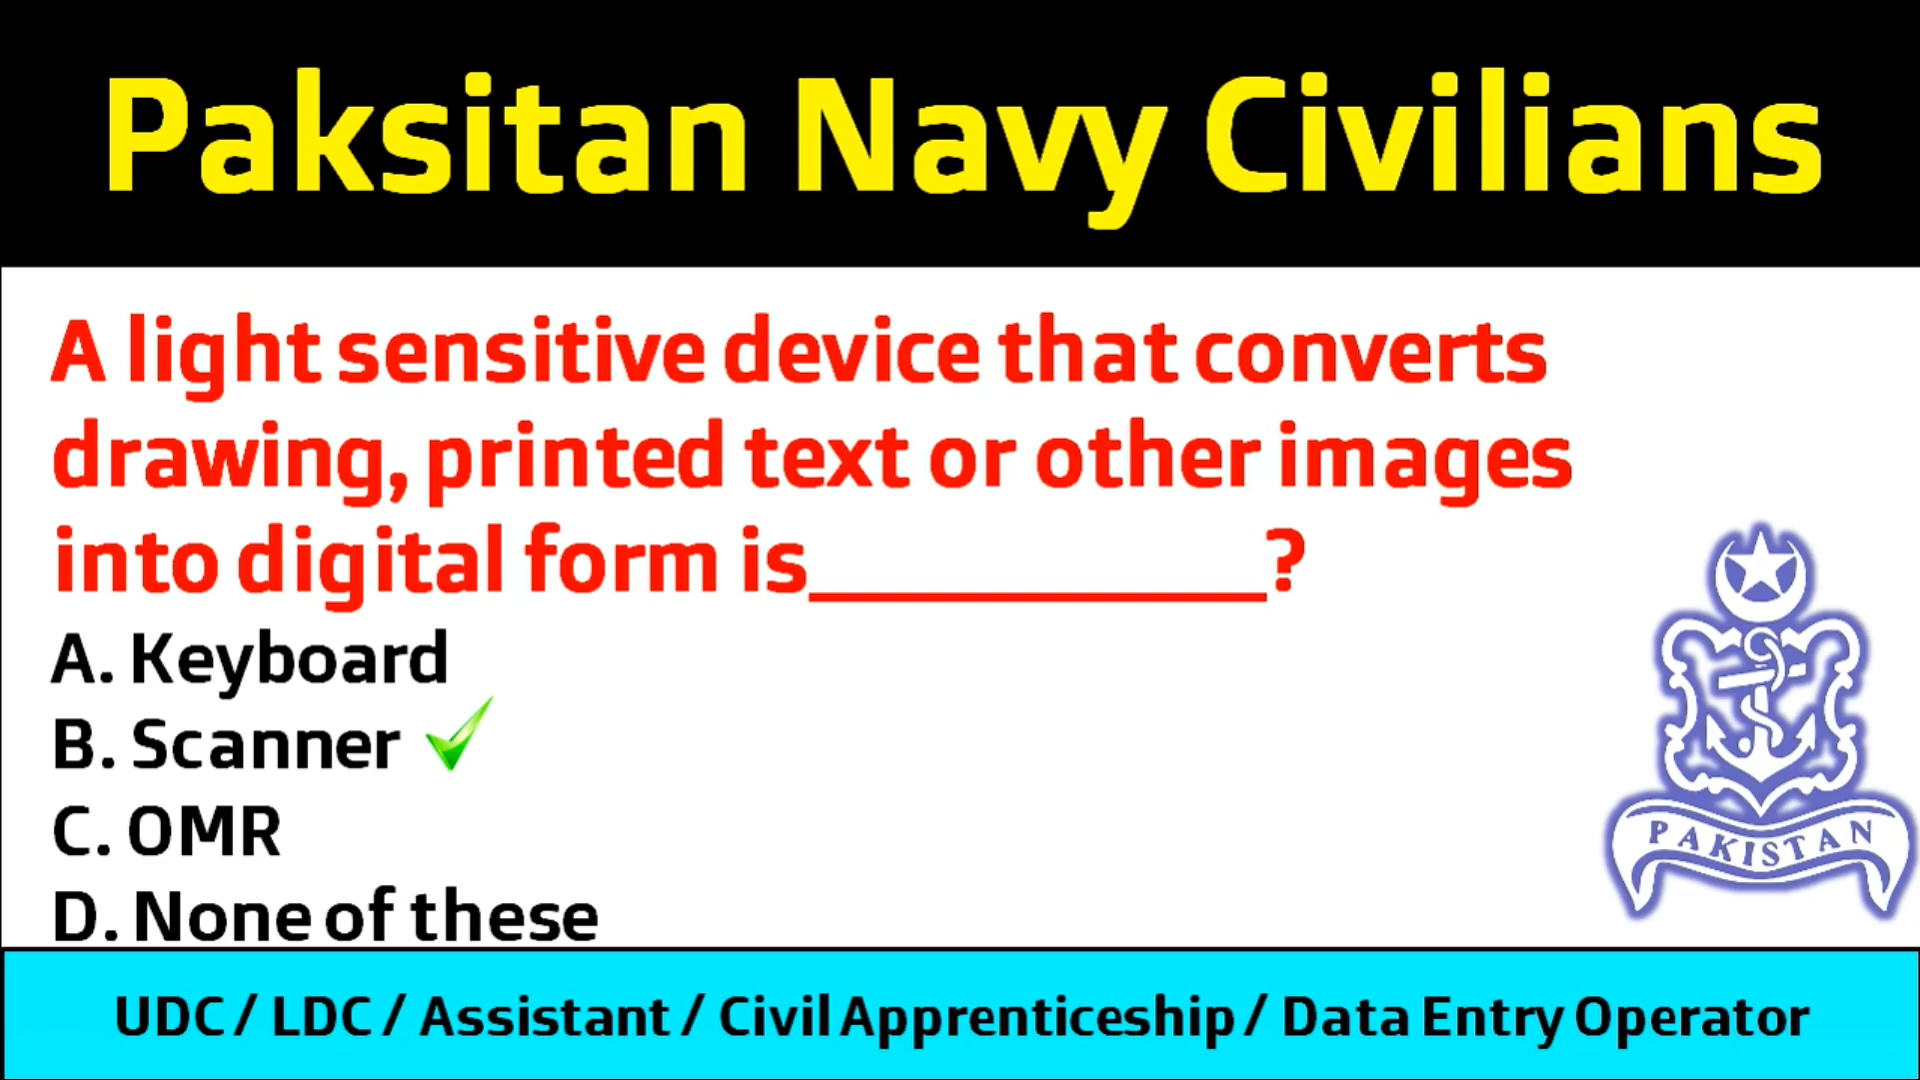 Paksitan Navy Civilians
A light sensitive device that converts
drawing, printed text or other images
into digital form is___________?
A. Keyboard
B. Scanner
C. OMR
D. None of these
PAKISTAN
UDC / LDC / Assistant / Civil Apprenticeship / Data Entry Operator